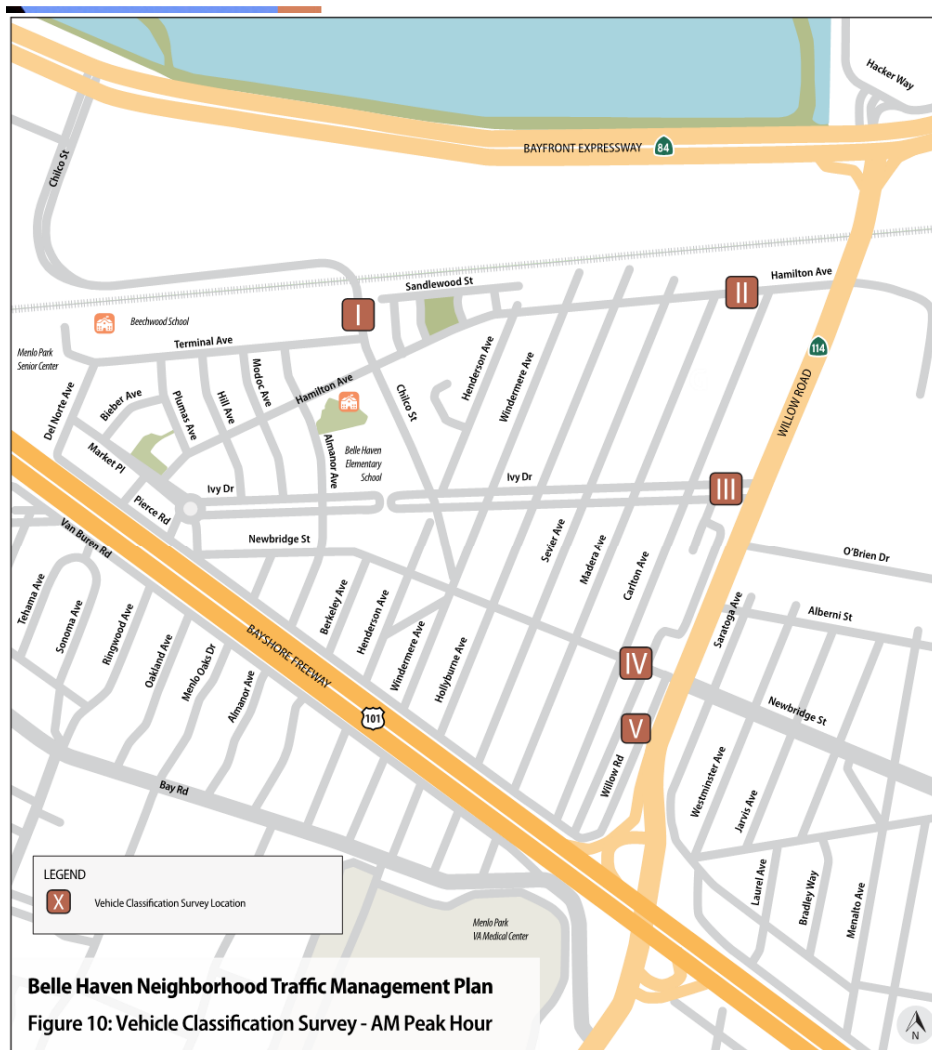 Hacker Way
BAYFRONT EXPRESSWAY
84
Chilco St
Hamilton Ave
Sandlewood St
II
I
Beechwood School
Terminal Ave
114
Menlo Park
Senior Center
WILLOW ROAD
Modoc Ave
Henderson Ave
Windermere Ave
Hamilton Ave
Chilco St
Del Norte Ave
Bieber Ave
Plumas Ave
Hill Ave
Almanor Ave
Belle Haven
Elementary
School
Market Pl
Ivy Dr
Ivy Dr
III
Pierce Rd
Van Buren Rd
Newbridge St
Sevier Ave
Madera Ave
Carlton Ave
O'Brien Dr
Tehama Ave
Sonoma Ave
Ringwood Ave
Oakland Ave
Menlo Oaks Dr
Almanor Ave
Berkeley Ave
Henderson Ave
Windermere Ave
Hollyburne Ave
Saratoga Ave
Alberni St
BAYSHORE FREEWAY
101
IV
Newbridge St
V
Willow Rd
Westminster Ave
Jarvis Ave
Bay Rd
Laurel Ave
Bradley Way
Menalto Ave
LEGEND
X
Vehicle Classification Survey Location
Menlo Park
VA Medical Center
Belle Haven Neighborhood Traffic Management Plan
Figure 10: Vehicle Classification Survey - AM Peak Hour
N